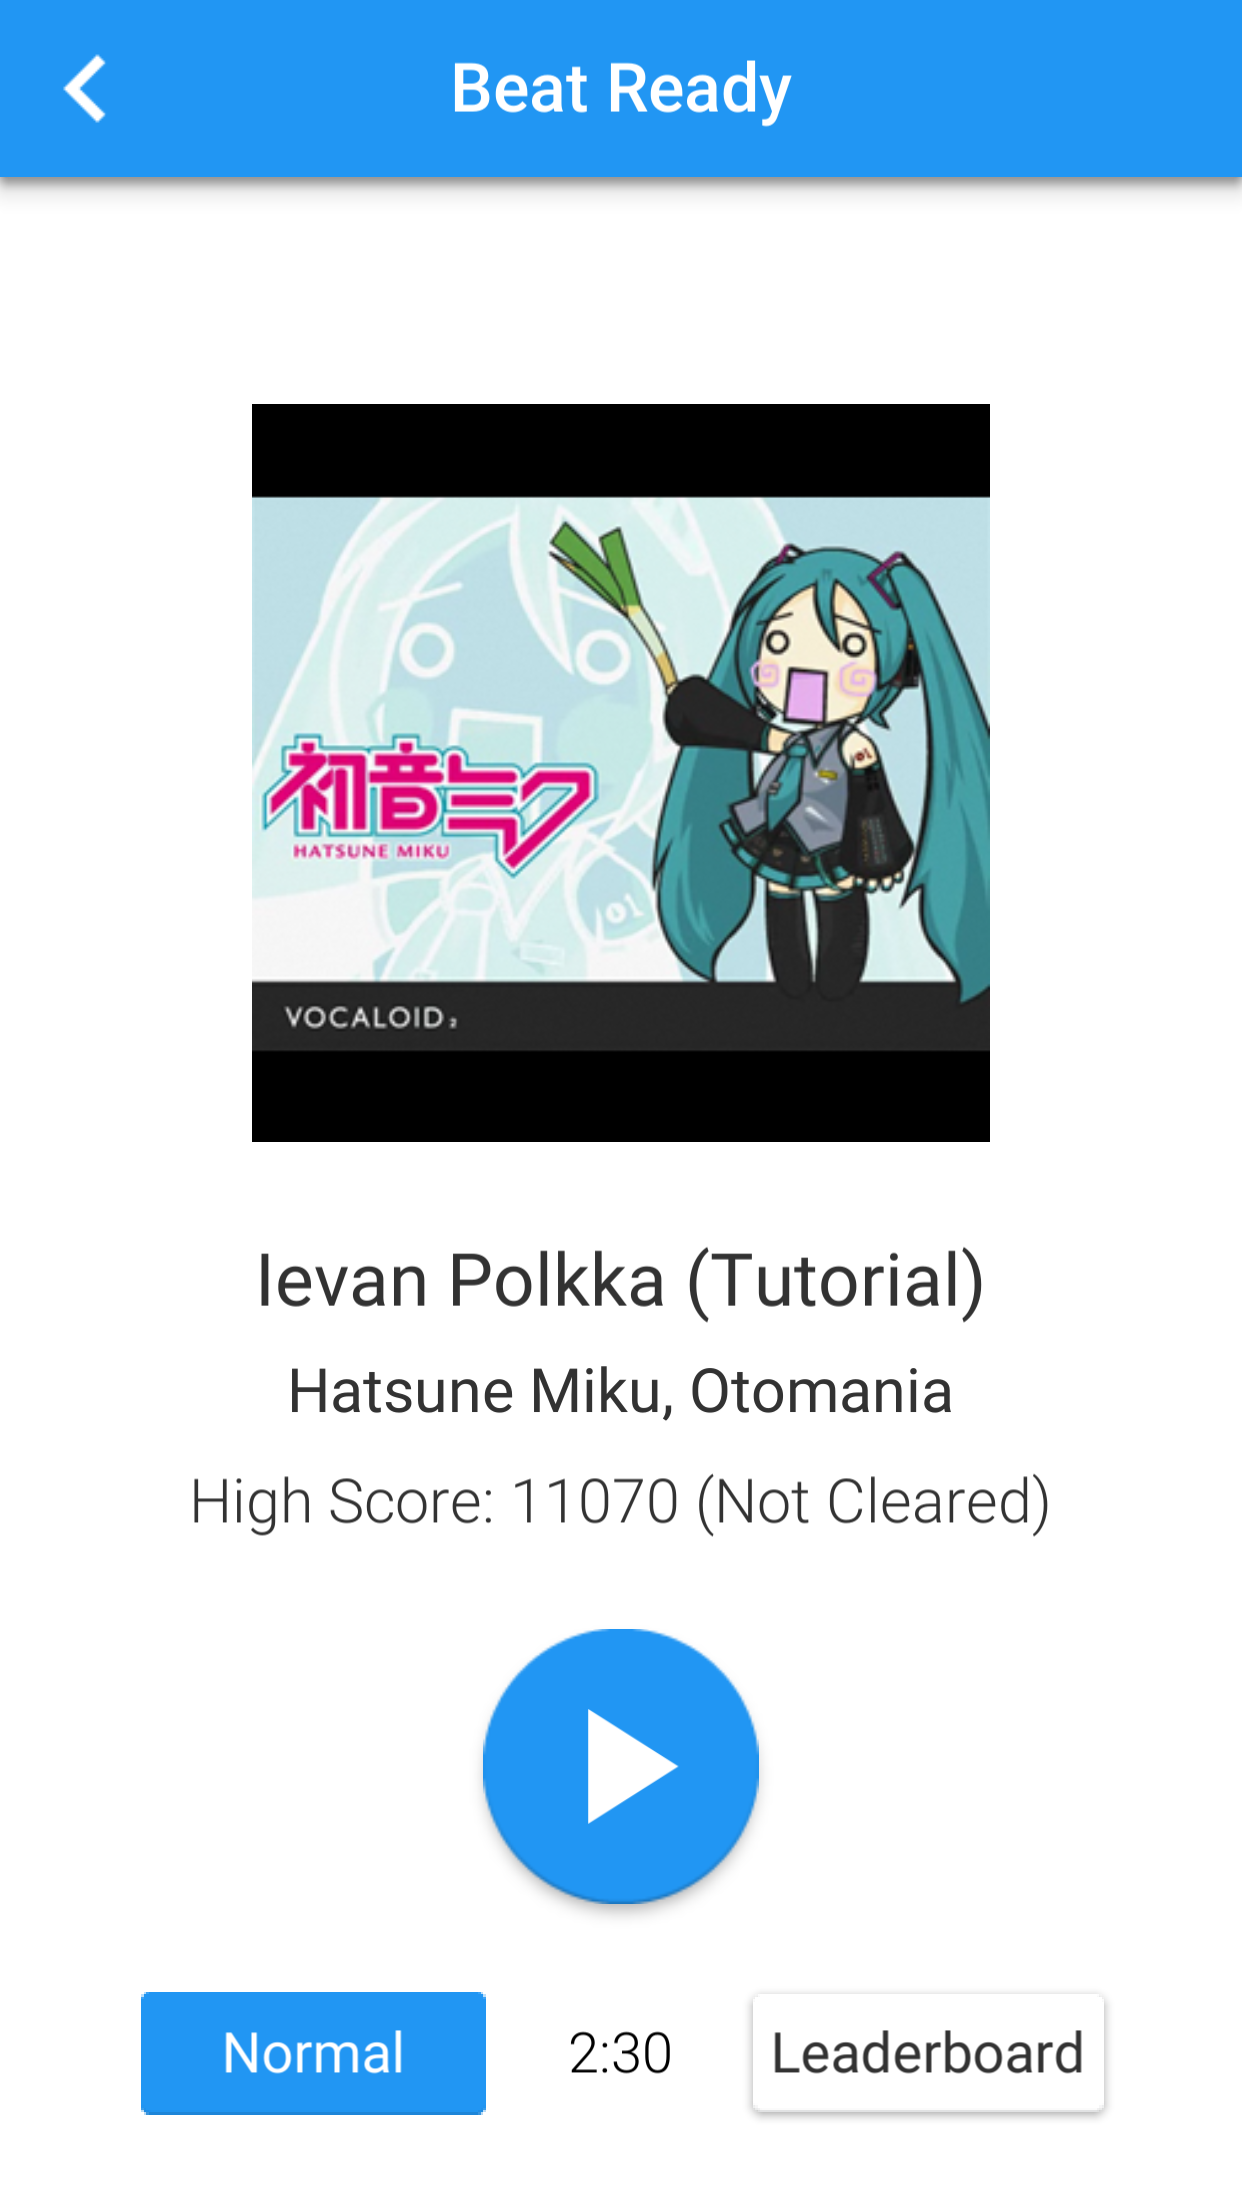 Beat Ready
初音ミク
HATSUNE MIKU
01
VOCALOID2
Ievan Polkka (Tutorial)
Hatsune Miku, Otomania
High Score: 11070 (Not Cleared)
Normal
2:30
Leaderboard